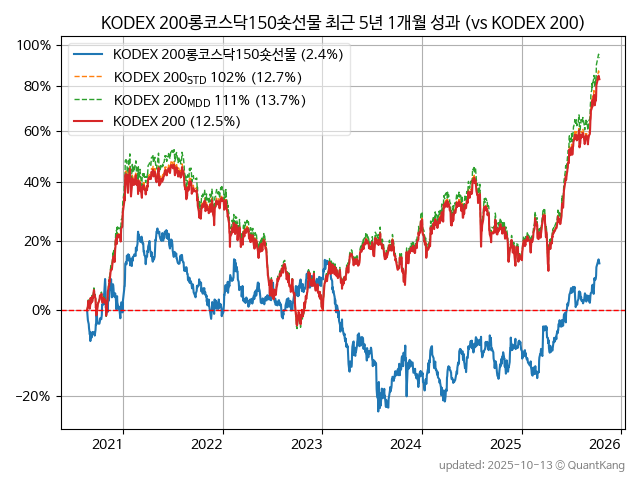 KODEX 200롱코스닥150숏선물 최근 5년 1개월 성과 (vs KODEX 200)
100%
80%
60%
40%
20%
0%
−20%
KODEX 200롱코스닥150숏선물 (2.4%)
KODEX 200STD 102% (12.7%)
KODEX 200MDD 111% (13.7%)
KODEX 200 (12.5%)
2021 2022 2023 2024 2025 2026
updated: 2025-10-13 © QuantKang